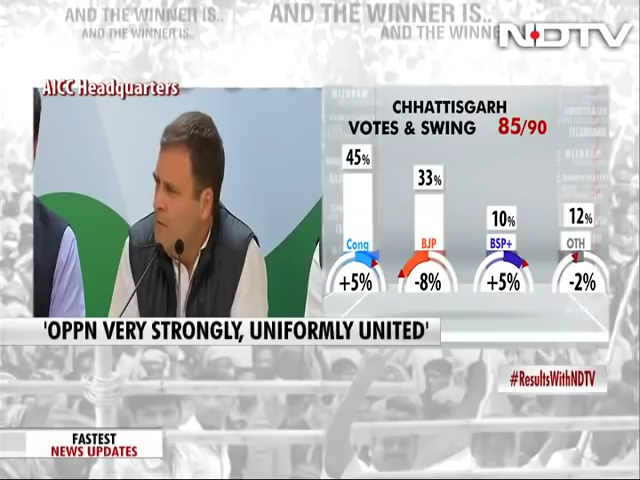 AND THE WINNER IS..
AND THE WINNER IS.
AND THE WINNER IS..
AND THE WINNE
NDTV
AICC Headquarters
CHHATTISGARH
VOTES & SWING 85/90
45% 33% 10% 12%
Cong BJP BSP+ OTH
+5% -8% +5% -2%
'OPPN VERY STRONGLY, UNIFORMLY UNITED'
#ResultsWithNDTV
FASTEST
NEWS UPDATES